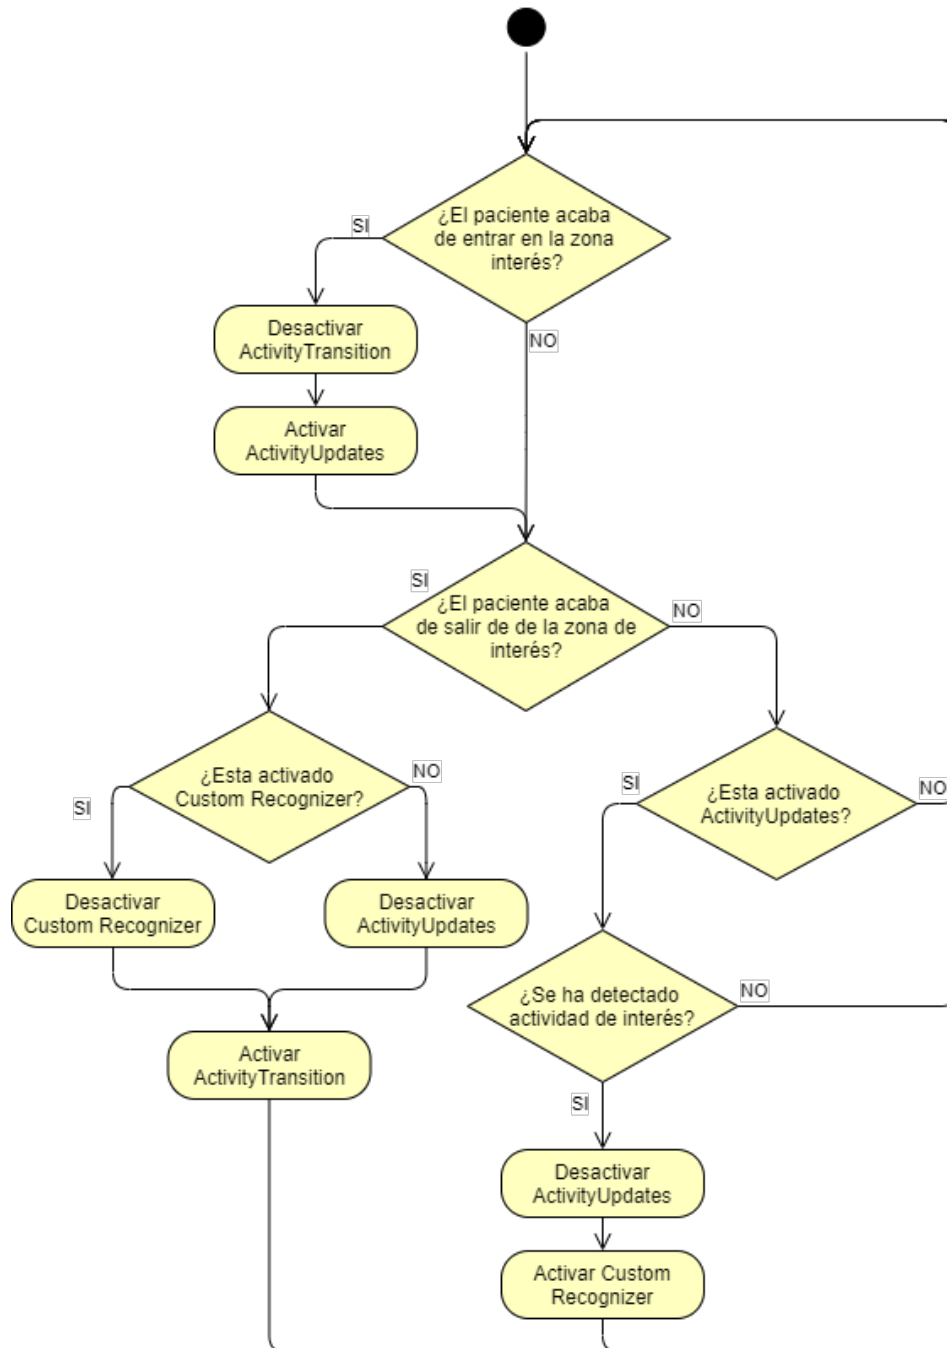 ¿El paciente acaba
de entrar en la zona
interés?
SI
NO
Desactivar
ActivityTransition
Activar
ActivityUpdates
¿El paciente acaba
de salir de de la zona de
interés?
SI
NO
¿Esta activado
Custom Recognizer?
SI
NO
¿Esta activado
ActivityUpdates?
SI
NO
Desactivar
Custom Recognizer
Desactivar
ActivityUpdates
¿Se ha detectado
actividad de interés?
NO
SI
Activar
ActivityTransition
Desactivar
ActivityUpdates
Activar Custom
Recognizer